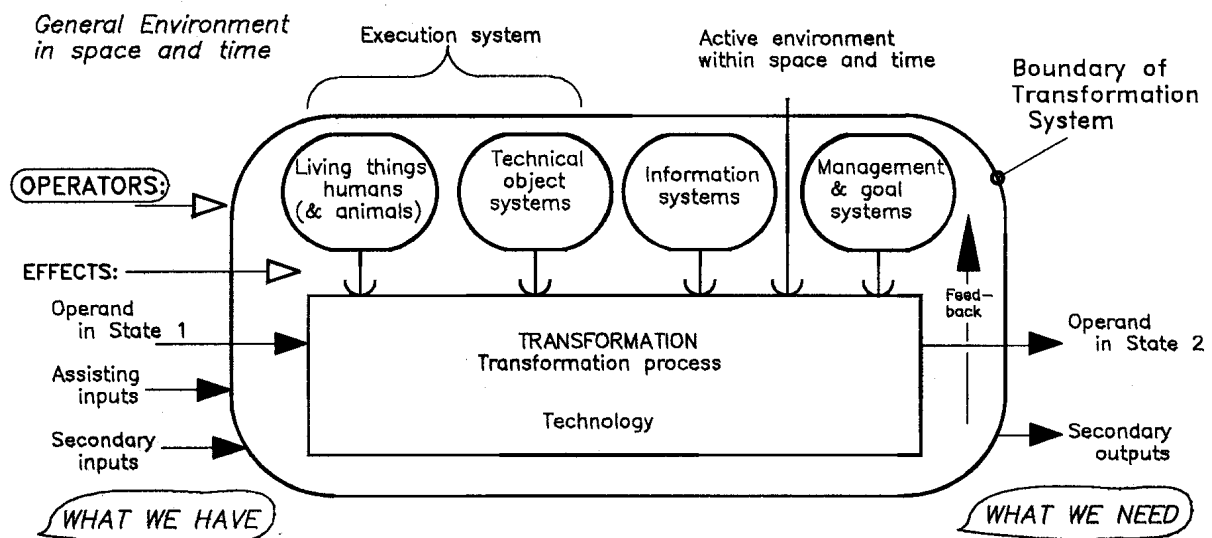 General Environment
in space and time
Execution system
Active environment
within space and time
Boundary of
Transformation
System
OPERATORS:
Living things
humans
(& animals)
Technical
object
systems
Information
systems
Management
& goal
systems
EFFECTS:
Feed-
back
Operand
in State 1
TRANSFORMATION
Transformation process
Technology
Operand
in State 2
Assisting
inputs
Secondary
inputs
Secondary
outputs
WHAT WE HAVE
WHAT WE NEED